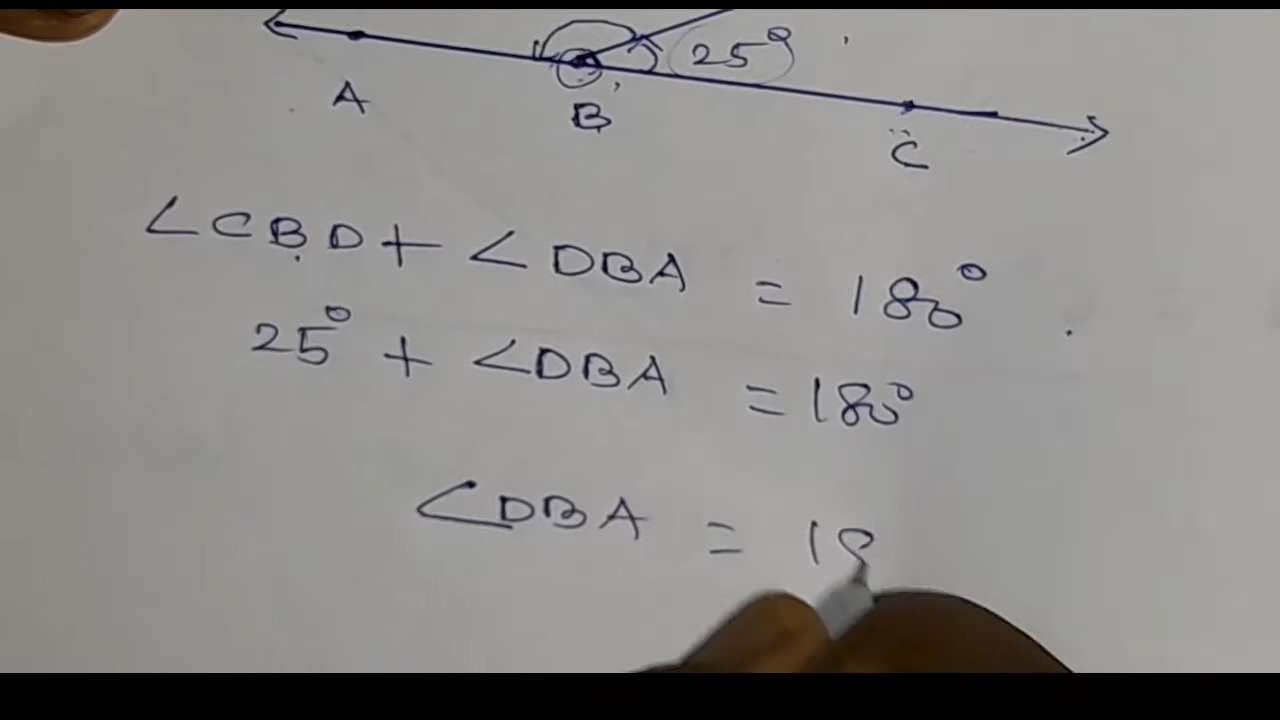 25°
A
B
C
∠CBD + ∠DBA = 180°
25° + ∠DBA = 180°
∠DBA = 18